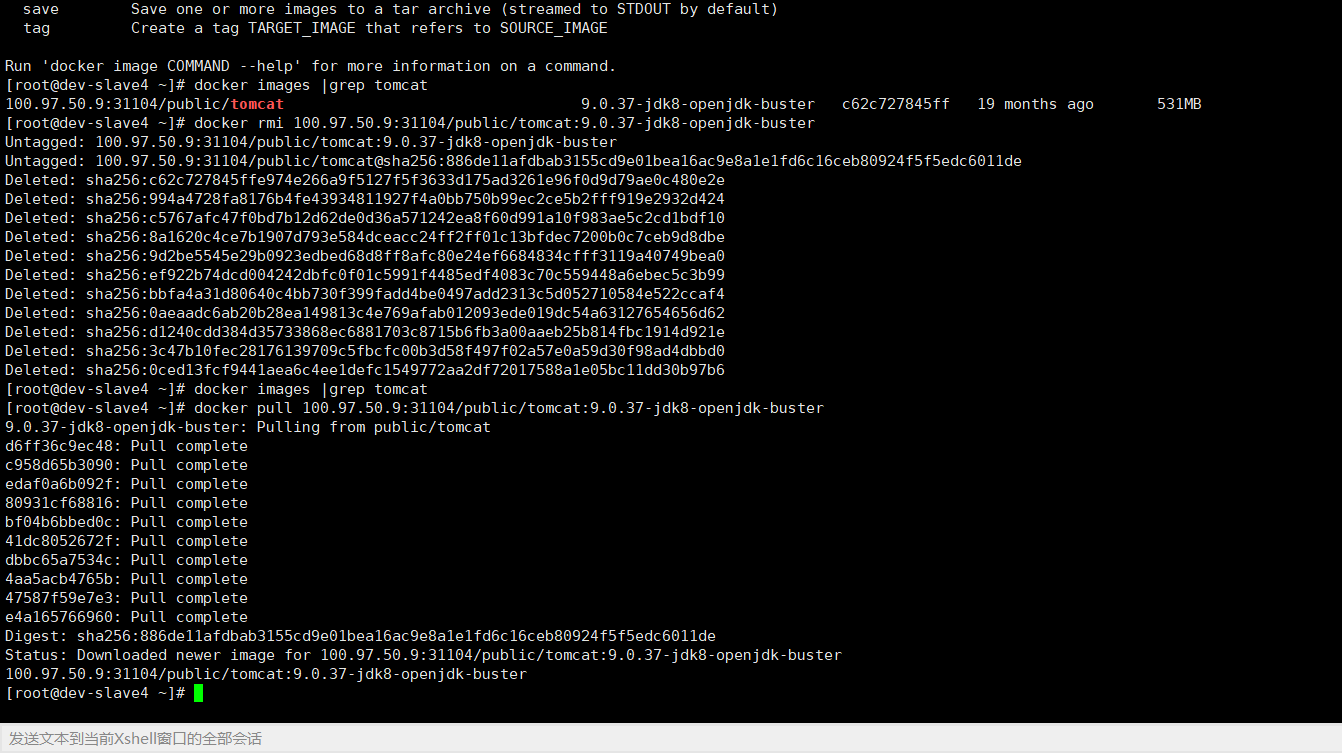 save        Save one or more images to a tar archive (streamed to STDOUT by default)
tag         Create a tag TARGET_IMAGE that refers to SOURCE_IMAGE
Run 'docker image COMMAND --help' for more information on a command.
[root@dev-slave4 ~]# docker images |grep tomcat
100.97.50.9:31104/public/tomcat                                 9.0.37-jdk8-openjdk-buster   c62c727845ff   19 months ago       531MB
[root@dev-slave4 ~]# docker rmi 100.97.50.9:31104/public/tomcat:9.0.37-jdk8-openjdk-buster
Untagged: 100.97.50.9:31104/public/tomcat:9.0.37-jdk8-openjdk-buster
Untagged: 100.97.50.9:31104/public/tomcat@sha256:886de11afdbab3155cd9e01bea16ac9e8a1e1fd6c16ceb80924f5f5edc6011de
Deleted: sha256:c62c727845ffe974e266a9f5127f5f3633d175ad3261e96f0d9d79ae0c480e2e
Deleted: sha256:994a4728fa8176b4fe43934811927f4a0bb750b99ec2ce5b2fff919e2932d424
Deleted: sha256:c5767afc47f0bd7b12d62de0d36a571242ea8f60d991a10f983ae5c2cd1bdf10
Deleted: sha256:8a1620c4ce7b1907d793e584dceacc24ff2ff01c13bfdec7200b0c7ceb9d8dbe
Deleted: sha256:9d2be5545e29b0923edbed68d8ff8afc80e24ef6684834cfff3119a40749bea0
Deleted: sha256:ef922b74dcd004242dbfc0f01c5991f4485edf4083c70c559448a6ebec5c3b99
Deleted: sha256:bbfa4a31d80640c4bb730f399fadd4be0497add2313c5d052710584e522ccaf4
Deleted: sha256:0aeaadc6ab20b28ea149813c4e769afab012093ede019dc54a63127654656d62
Deleted: sha256:d1240cdd384d35733868ec6881703c8715b6fb3a00aaeb25b814fbc1914d921e
Deleted: sha256:3c47b10fec28176139709c5fbcfc00b3d58f497f02a57e0a59d30f98ad4dbbd0
Deleted: sha256:0ced13fcf9441aea6c4ee1defc1549772aa2df72017588a1e05bc11dd30b97b6
[root@dev-slave4 ~]# docker images |grep tomcat
[root@dev-slave4 ~]# docker pull 100.97.50.9:31104/public/tomcat:9.0.37-jdk8-openjdk-buster
9.0.37-jdk8-openjdk-buster: Pulling from public/tomcat
d6ff36c9ec48: Pull complete
c958d65b3090: Pull complete
edaf0a6b092f: Pull complete
80931cf68816: Pull complete
bf04b6bbed0c: Pull complete
41dc8052672f: Pull complete
dbbc65a7534c: Pull complete
4aa5acb4765b: Pull complete
47587f59e7e3: Pull complete
e4a165766960: Pull complete
Digest: sha256:886de11afdbab3155cd9e01bea16ac9e8a1e1fd6c16ceb80924f5f5edc6011de
Status: Downloaded newer image for 100.97.50.9:31104/public/tomcat:9.0.37-jdk8-openjdk-buster
100.97.50.9:31104/public/tomcat:9.0.37-jdk8-openjdk-buster
[root@dev-slave4 ~]#
发送文本到当前Xshell窗口的全部会话